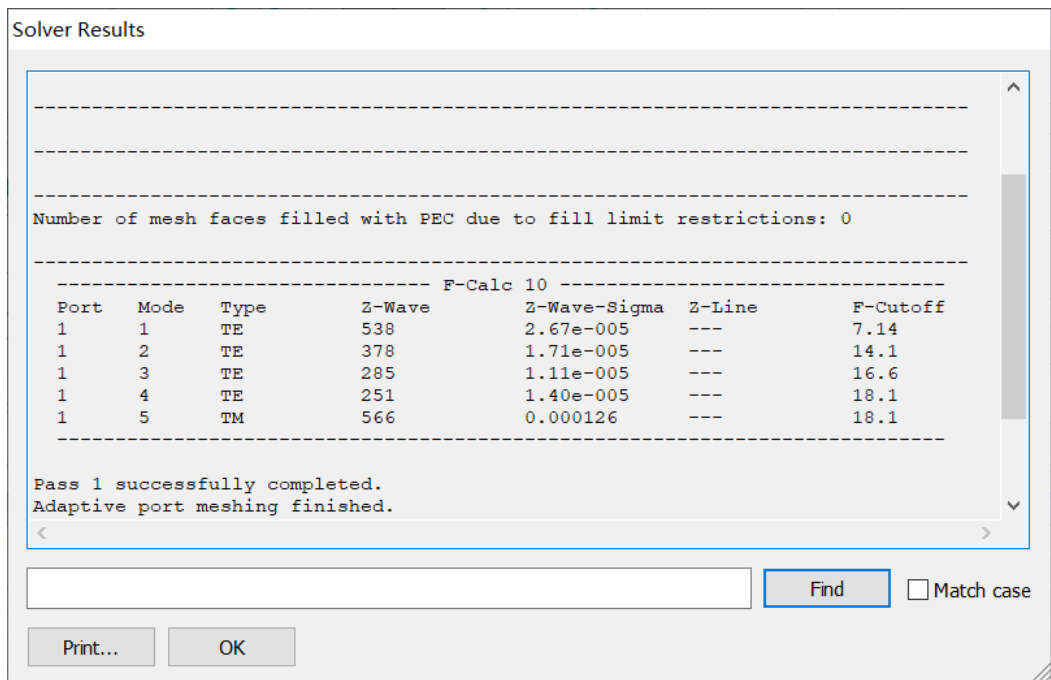 Solver Results
--------------------------------------------------------------------------------
--------------------------------------------------------------------------------
--------------------------------------------------------------------------------
Number of mesh faces filled with PEC due to fill limit restrictions: 0
--------------------------------------------------------------------------------
-------------------------------- F-Calc 10 ---------------------------------
Port Mode Type Z-Wave Z-Wave-Sigma Z-Line F-Cutoff
1 1 TE 538 2.67e-005 --- 7.14
1 2 TE 378 1.71e-005 --- 14.1
1 3 TE 285 1.11e-005 --- 16.6
1 4 TE 251 1.40e-005 --- 18.1
1 5 TM 566 0.000126 --- 18.1
----------------------------------------------------------------------------
Pass 1 successfully completed.
Adaptive port meshing finished.
Find
Match case
Print...
OK